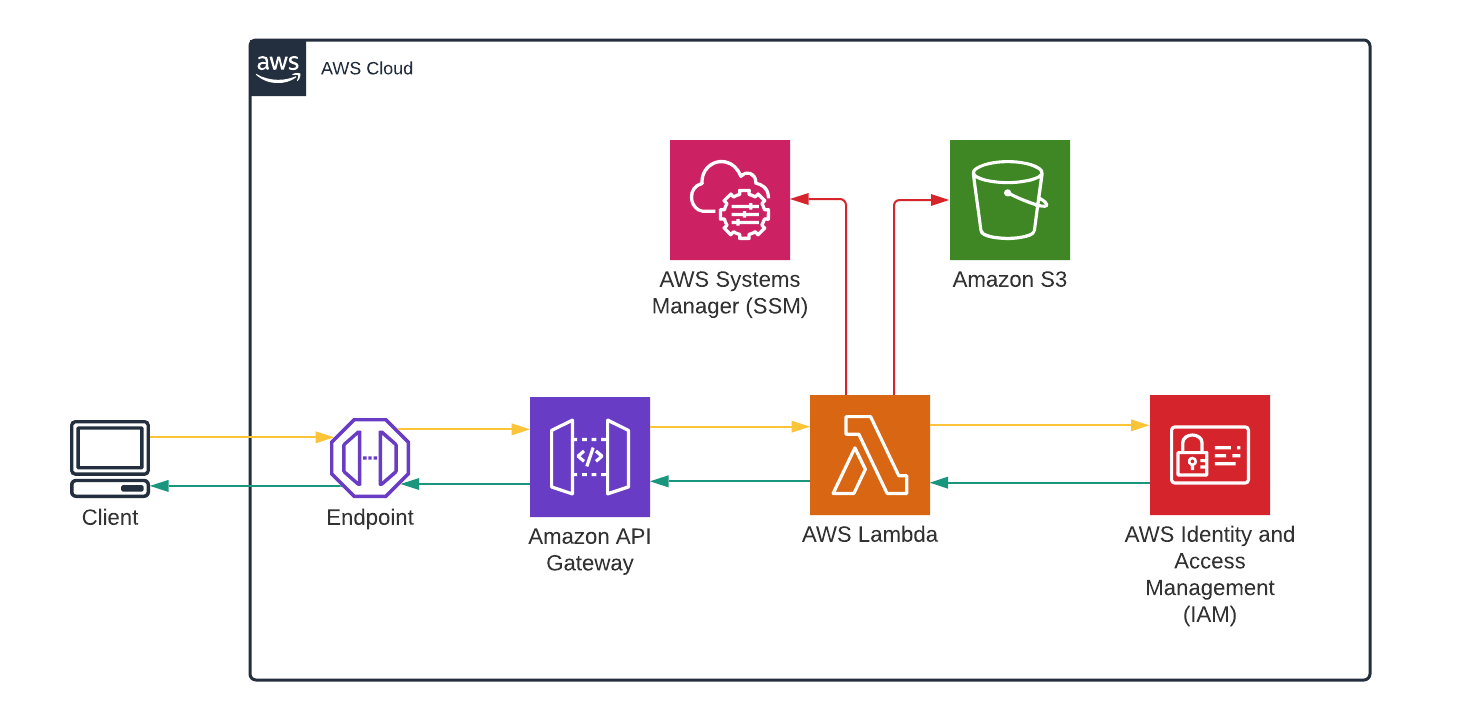 aws
AWS Cloud
AWS Systems
Manager (SSM)
Amazon S3
Client
Endpoint
</>
Amazon API
Gateway
AWS Lambda
AWS Identity and
Access
Management
(IAM)